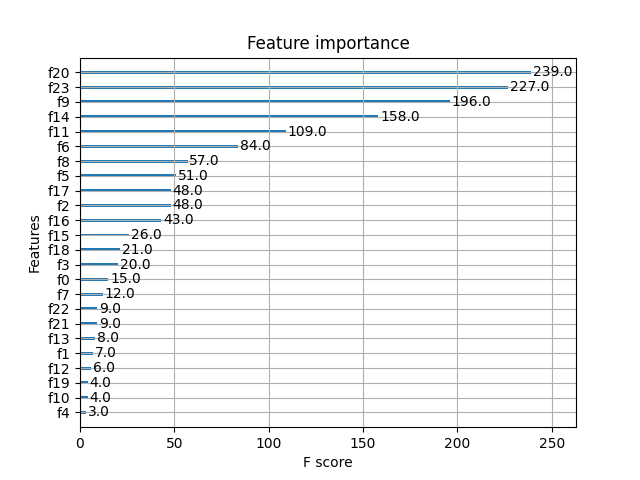 Feature importance
f20 239.0
f23 227.0
f9 196.0
f14 158.0
f11 109.0
f6 84.0
f8 57.0
f5 51.0
f17 48.0
f2 48.0
f16 43.0
f15 26.0
f18 21.0
f3 20.0
f0 15.0
f7 12.0
f22 9.0
f21 9.0
f13 8.0
f1 7.0
f12 6.0
f19 4.0
f10 4.0
f4 3.0
Features
0 50 100 150 200 250
F score